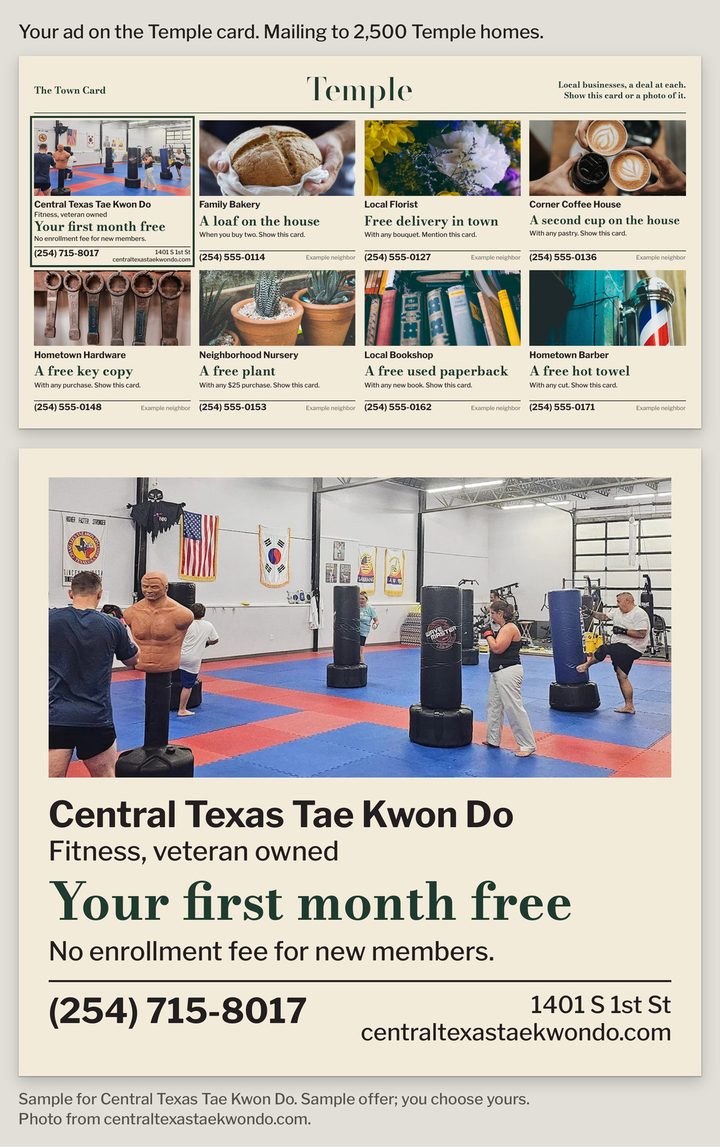 Your ad on the Temple card. Mailing to 2,500 Temple homes.
The Town Card
Temple
Local businesses, a deal at each.
Show this card or a photo of it.
Central Texas Tae Kwon Do
Fitness, veteran owned
Your first month free
No enrollment fee for new members.
(254) 715-8017
1401 S 1st St
centraltexastaekwondo.com
Family Bakery
A loaf on the house
When you buy two. Show this card.
(254) 555-0114
Example neighbor
Local Florist
Free delivery in town
With any bouquet. Mention this card.
(254) 555-0127
Example neighbor
Corner Coffee House
A second cup on the house
With any pastry. Show this card.
(254) 555-0136
Example neighbor
Hometown Hardware
A free key copy
With any purchase. Show this card.
(254) 555-0148
Example neighbor
Neighborhood Nursery
A free plant
With any $25 purchase. Show this card.
(254) 555-0153
Example neighbor
Local Bookshop
A free used paperback
With any new book. Show this card.
(254) 555-0162
Example neighbor
Hometown Barber
A free hot towel
With any cut. Show this card.
(254) 555-0171
Example neighbor
HIGHER FASTER STRONGER
WAVE MASTER
Central Texas Tae Kwon Do
Fitness, veteran owned
Your first month free
No enrollment fee for new members.
(254) 715-8017
1401 S 1st St
centraltexastaekwondo.com
Sample for Central Texas Tae Kwon Do. Sample offer; you choose yours.
Photo from centraltexastaekwondo.com.